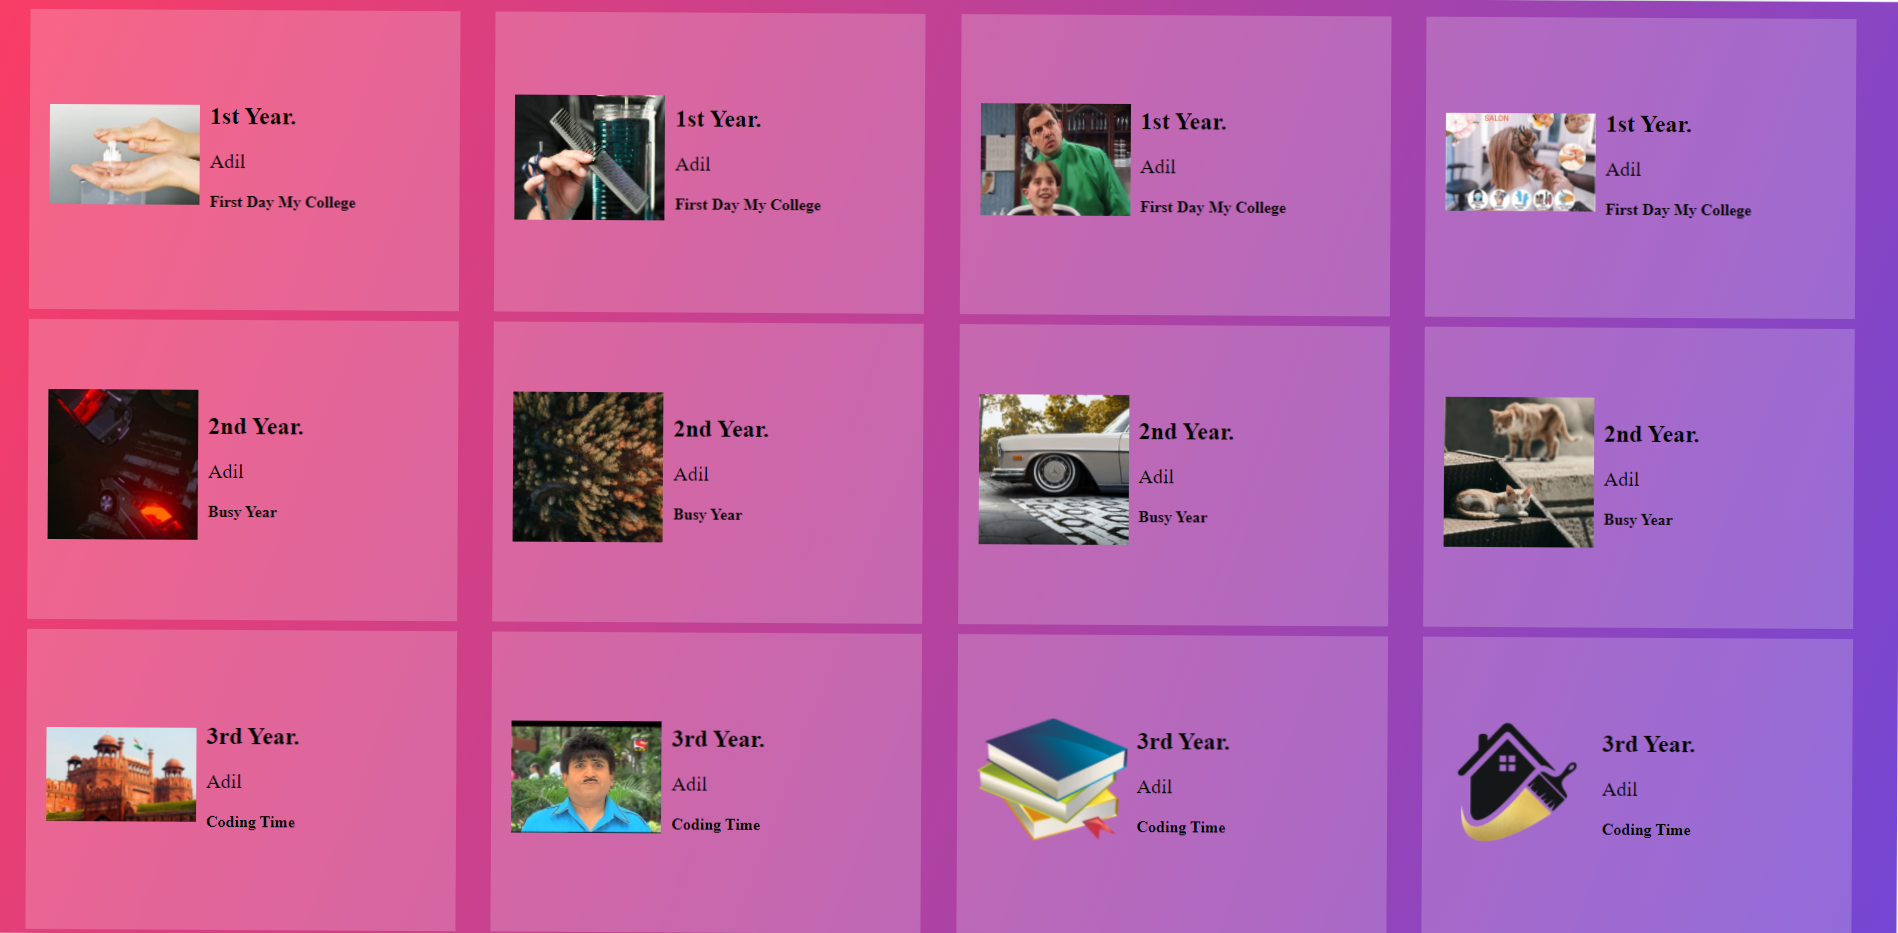 1st Year.
Adil
First Day My College
1st Year.
Adil
First Day My College
1st Year.
Adil
First Day My College
SALON
1st Year.
Adil
First Day My College
2nd Year.
Adil
Busy Year
2nd Year.
Adil
Busy Year
2nd Year.
Adil
Busy Year
2nd Year.
Adil
Busy Year
3rd Year.
Adil
Coding Time
3rd Year.
Adil
Coding Time
3rd Year.
Adil
Coding Time
3rd Year.
Adil
Coding Time